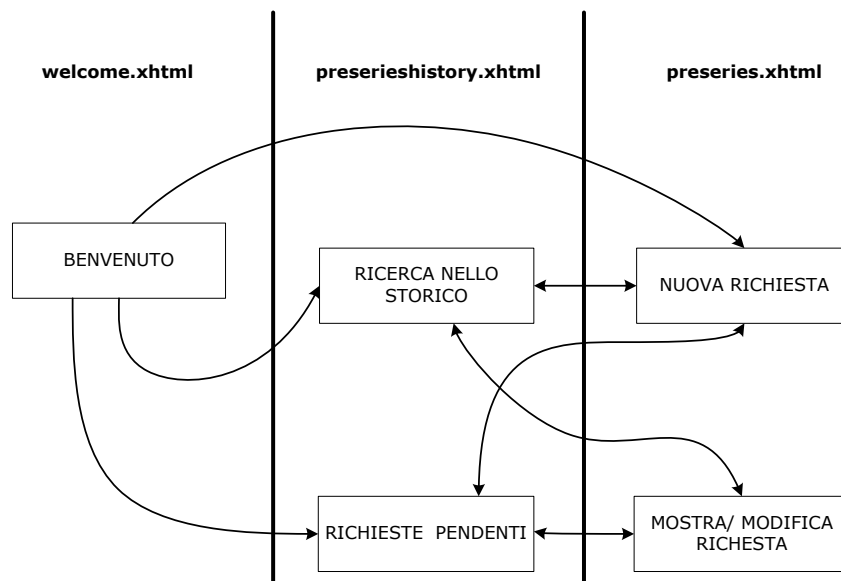 welcome.xhtml
preserieshistory.xhtml
preseries.xhtml
BENVENUTO
RICERCA NELLO
STORICO
NUOVA RICHIESTA
RICHIESTE PENDENTI
MOSTRA/ MODIFICA
RICHESTA